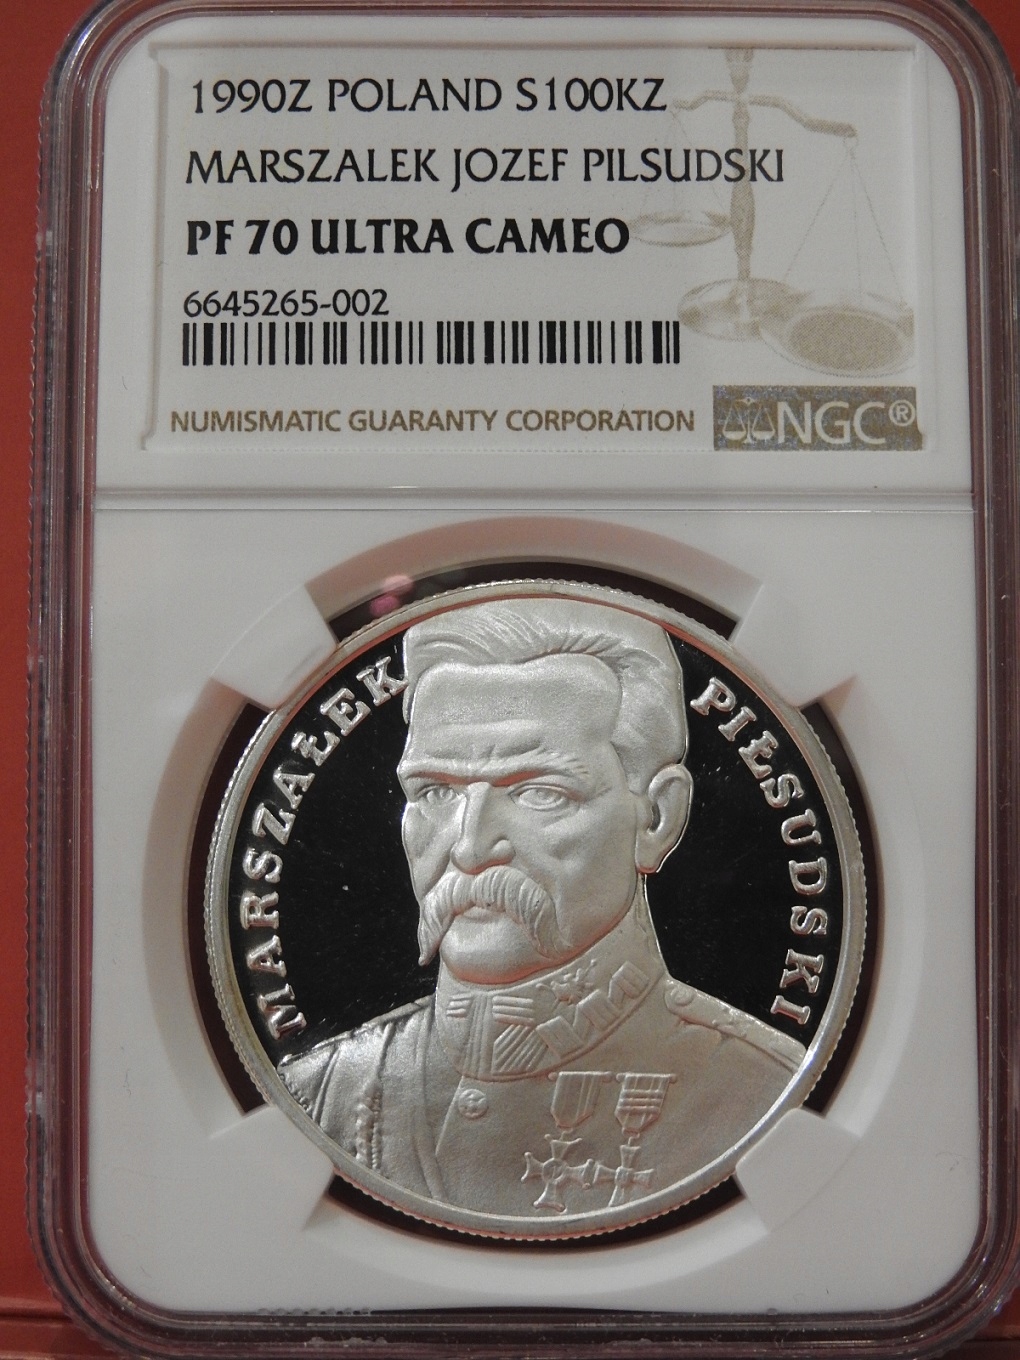 1990Z POLAND S100KZ
MARSZALEK JOZEF PILSUDSKI
PF 70 ULTRA CAMEO
6645265-002
NUMISMATIC GUARANTY CORPORATION
NGC®
MARSZAŁEK
PIŁSUDSKI